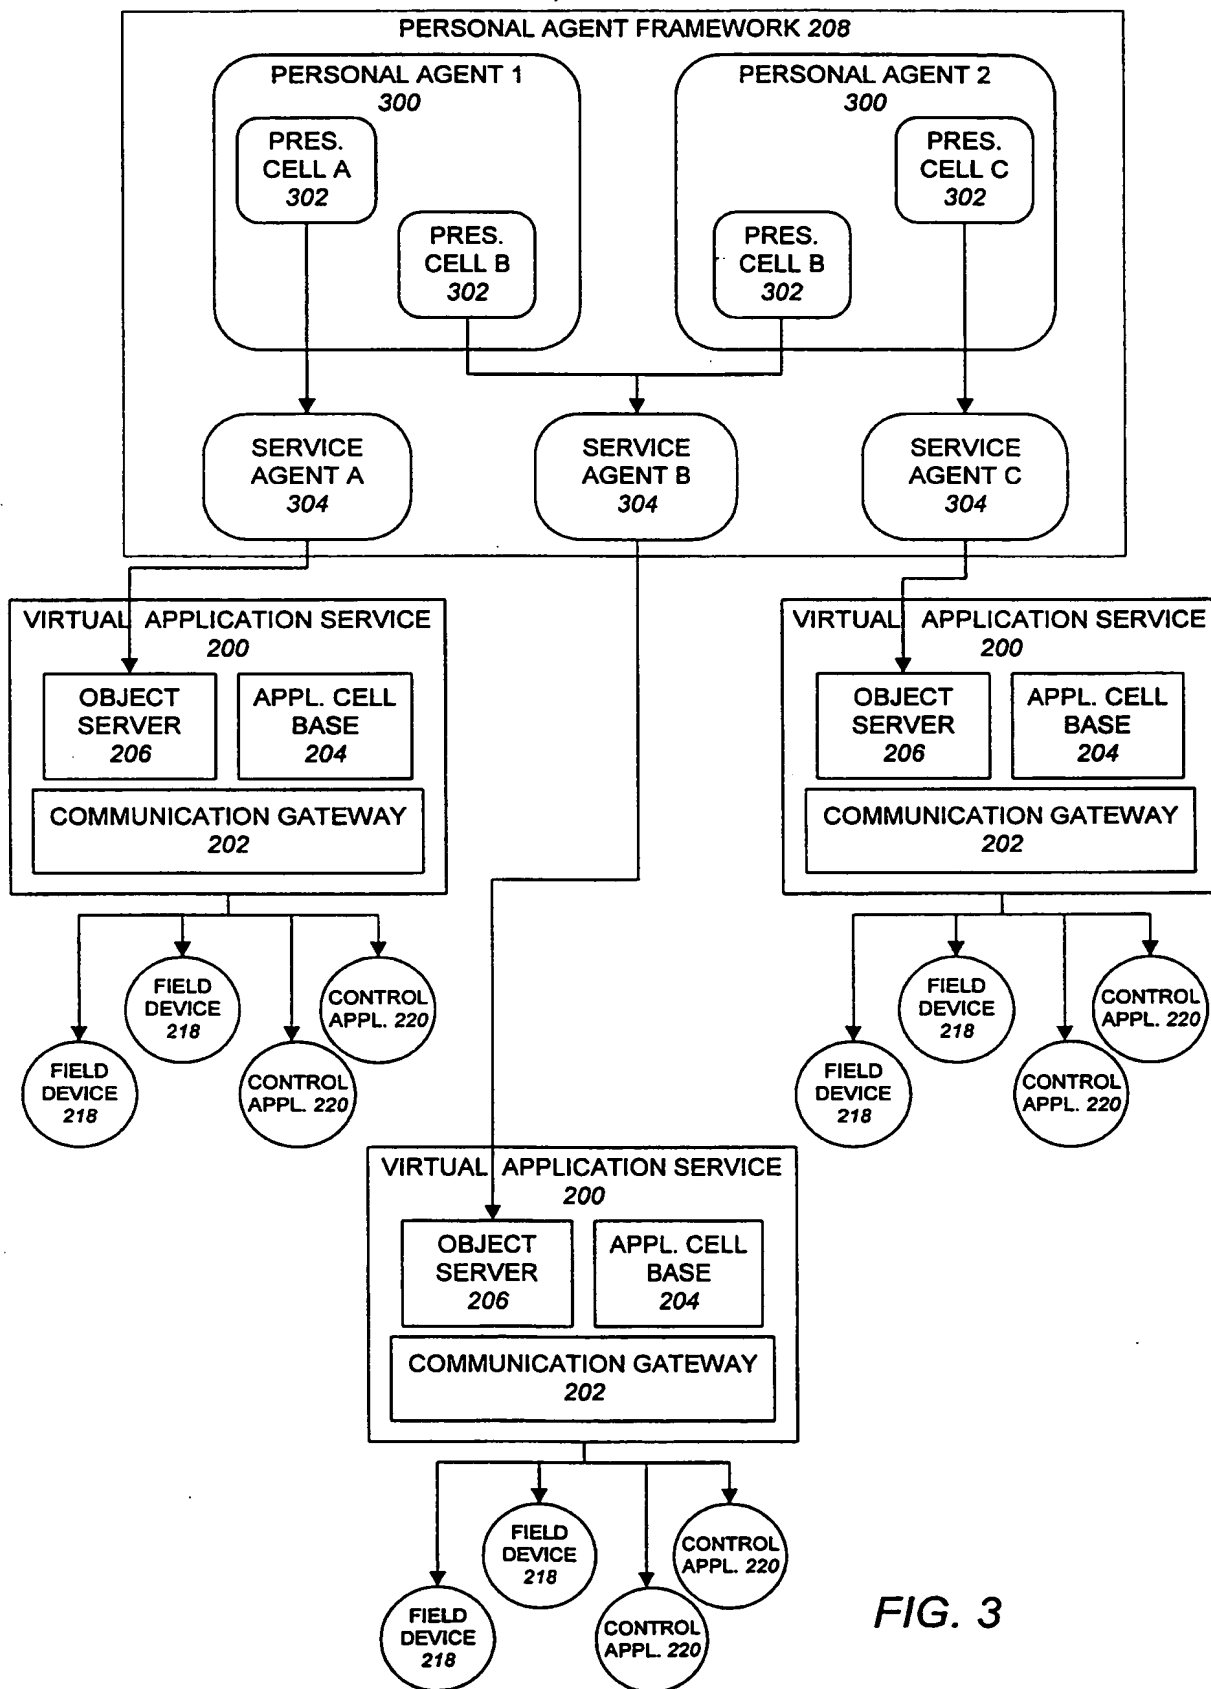 PERSONAL AGENT FRAMEWORK 208
PERSONAL AGENT 1
300
PRES.
CELL A
302
PRES.
CELL B
302
PERSONAL AGENT 2
300
PRES.
CELL C
302
PRES.
CELL B
302
SERVICE
AGENT A
304
SERVICE
AGENT B
304
SERVICE
AGENT C
304
VIRTUAL APPLICATION SERVICE
200
OBJECT
SERVER
206
APPL. CELL
BASE
204
COMMUNICATION GATEWAY
202
FIELD
DEVICE
218
FIELD
DEVICE
218
CONTROL
APPL. 220
CONTROL
APPL. 220
VIRTUAL APPLICATION SERVICE
200
OBJECT
SERVER
206
APPL. CELL
BASE
204
COMMUNICATION GATEWAY
202
FIELD
DEVICE
218
FIELD
DEVICE
218
CONTROL
APPL. 220
CONTROL
APPL. 220
VIRTUAL APPLICATION SERVICE
200
OBJECT
SERVER
206
APPL. CELL
BASE
204
COMMUNICATION GATEWAY
202
FIELD
DEVICE
218
FIELD
DEVICE
218
CONTROL
APPL. 220
CONTROL
APPL. 220
FIG. 3